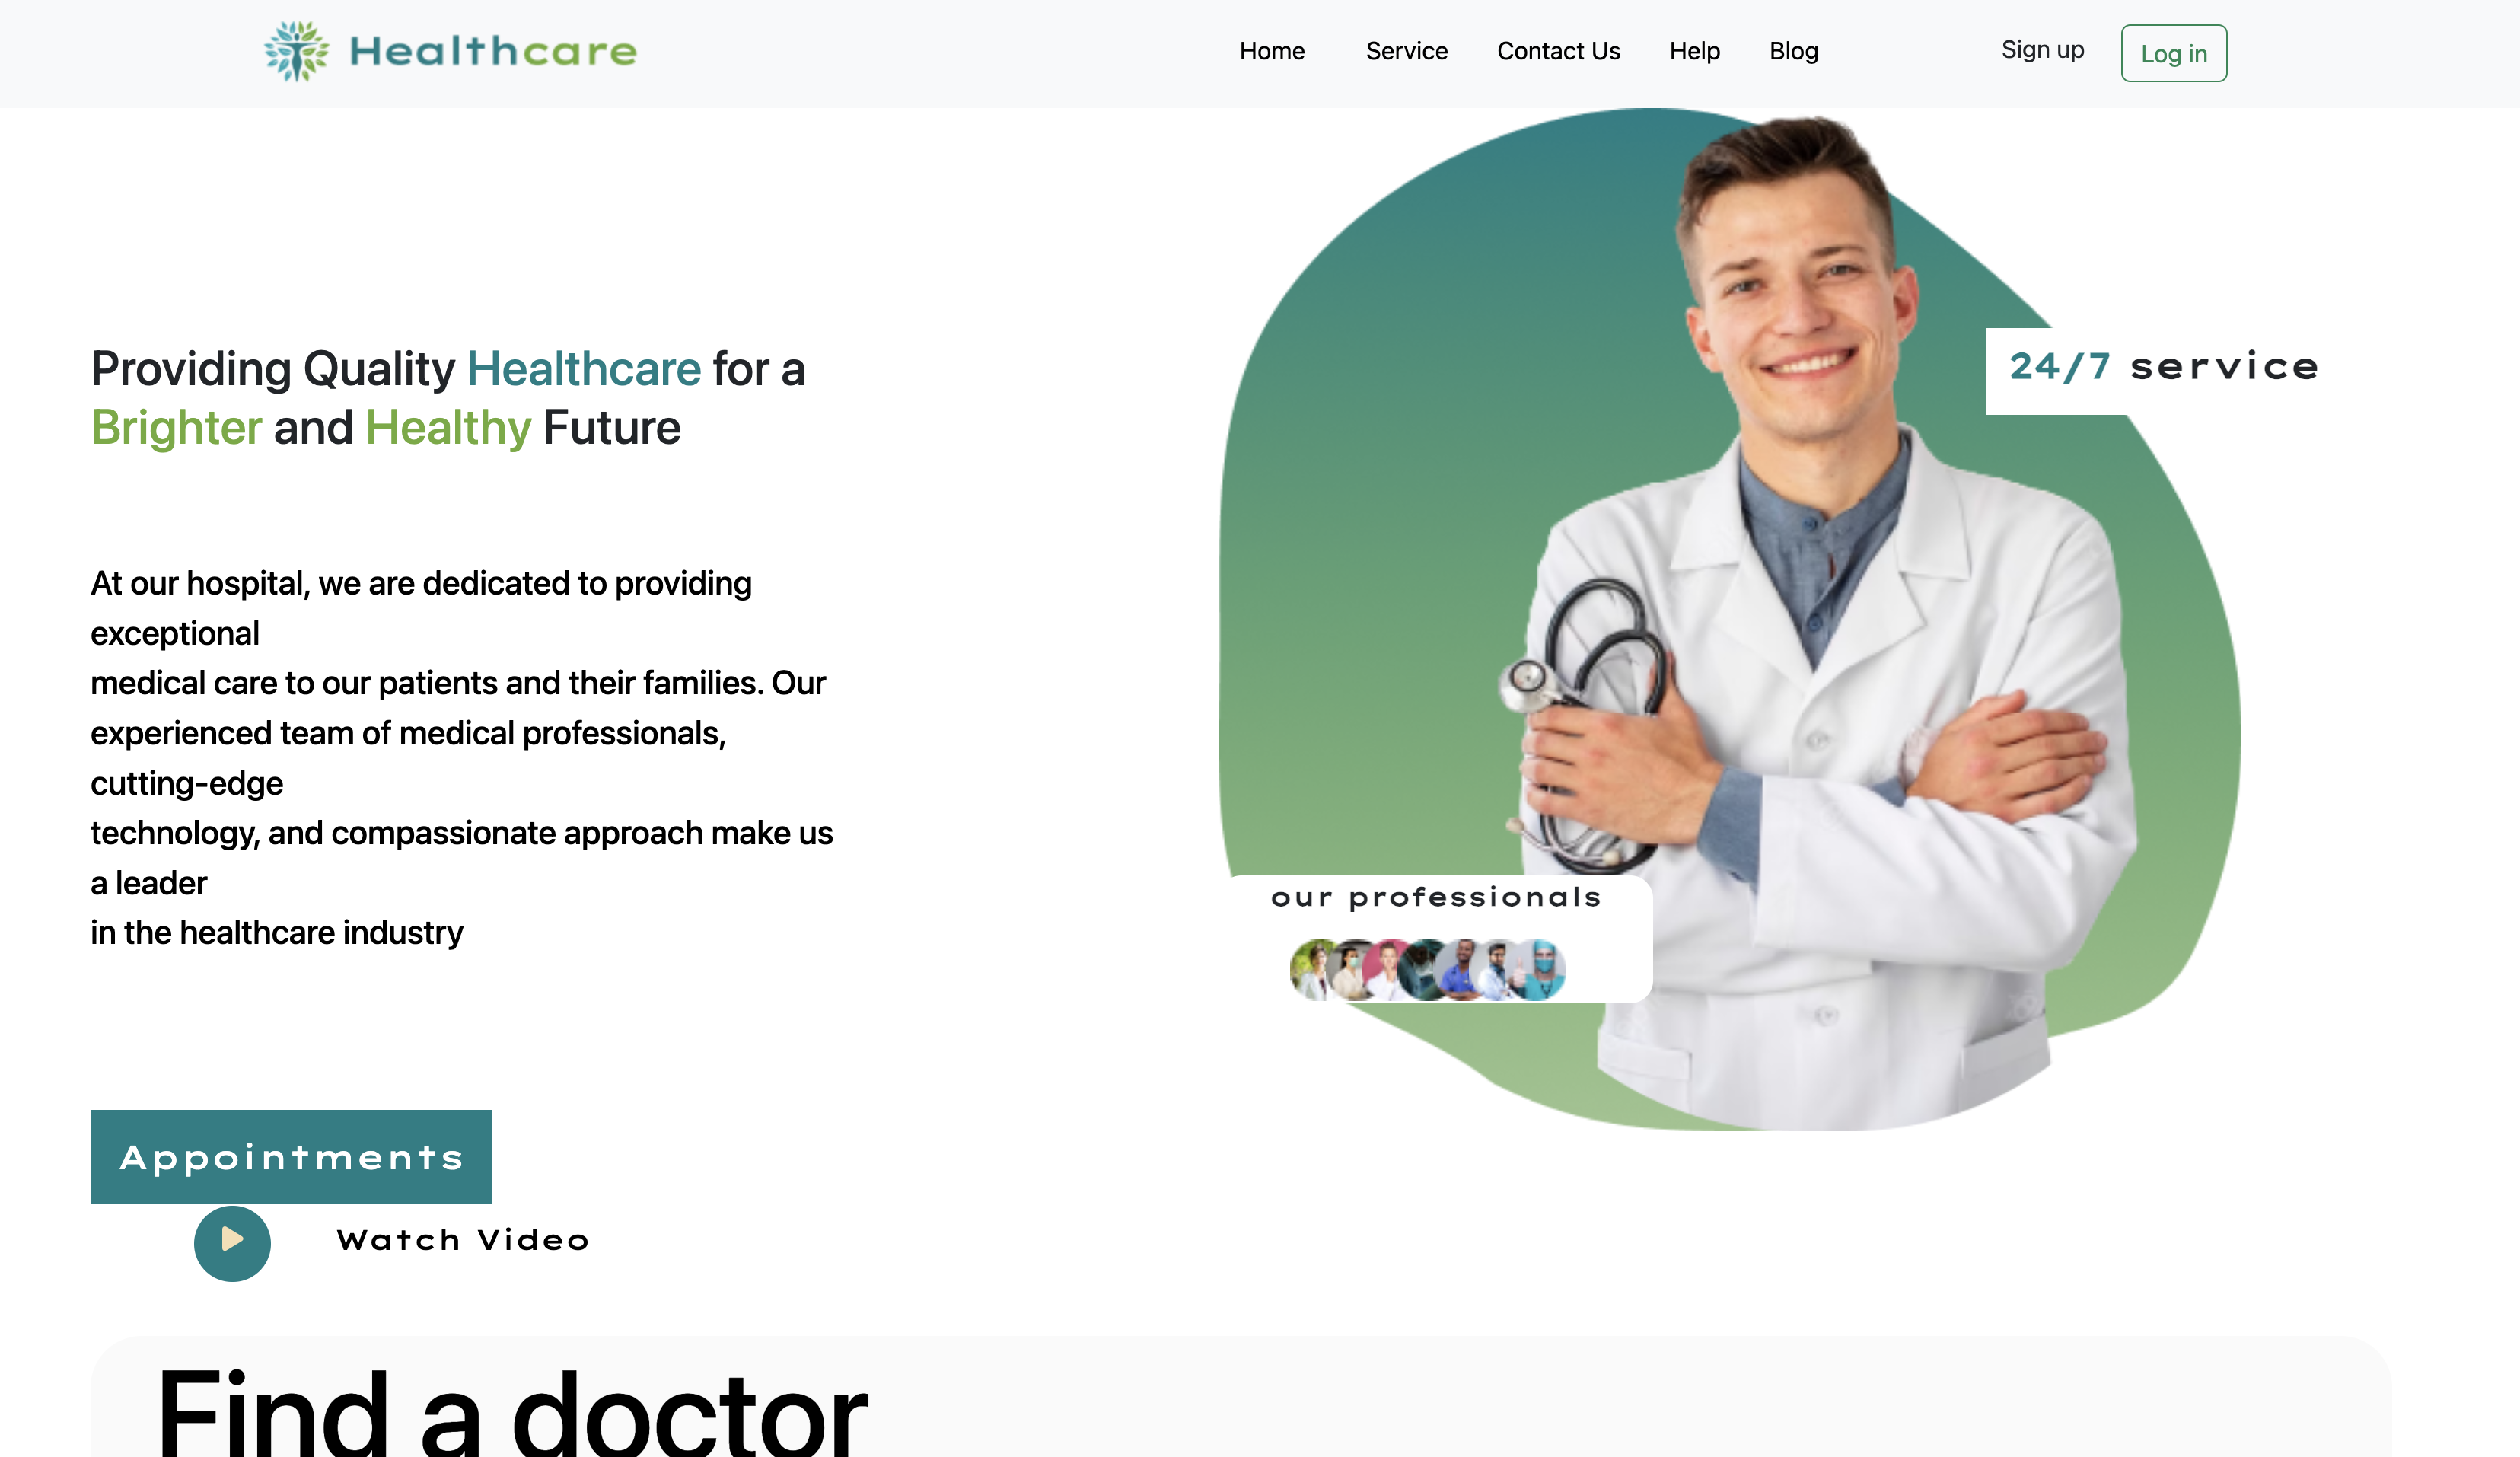 Healthcare
Home Service Contact Us Help Blog Sign up Log in
Providing Quality Healthcare for a
Brighter and Healthy Future
24/7 service
At our hospital, we are dedicated to providing
exceptional
medical care to our patients and their families. Our
experienced team of medical professionals,
cutting-edge
technology, and compassionate approach make us
a leader
in the healthcare industry
our professionals
Appointments
Watch Video
Find a doctor